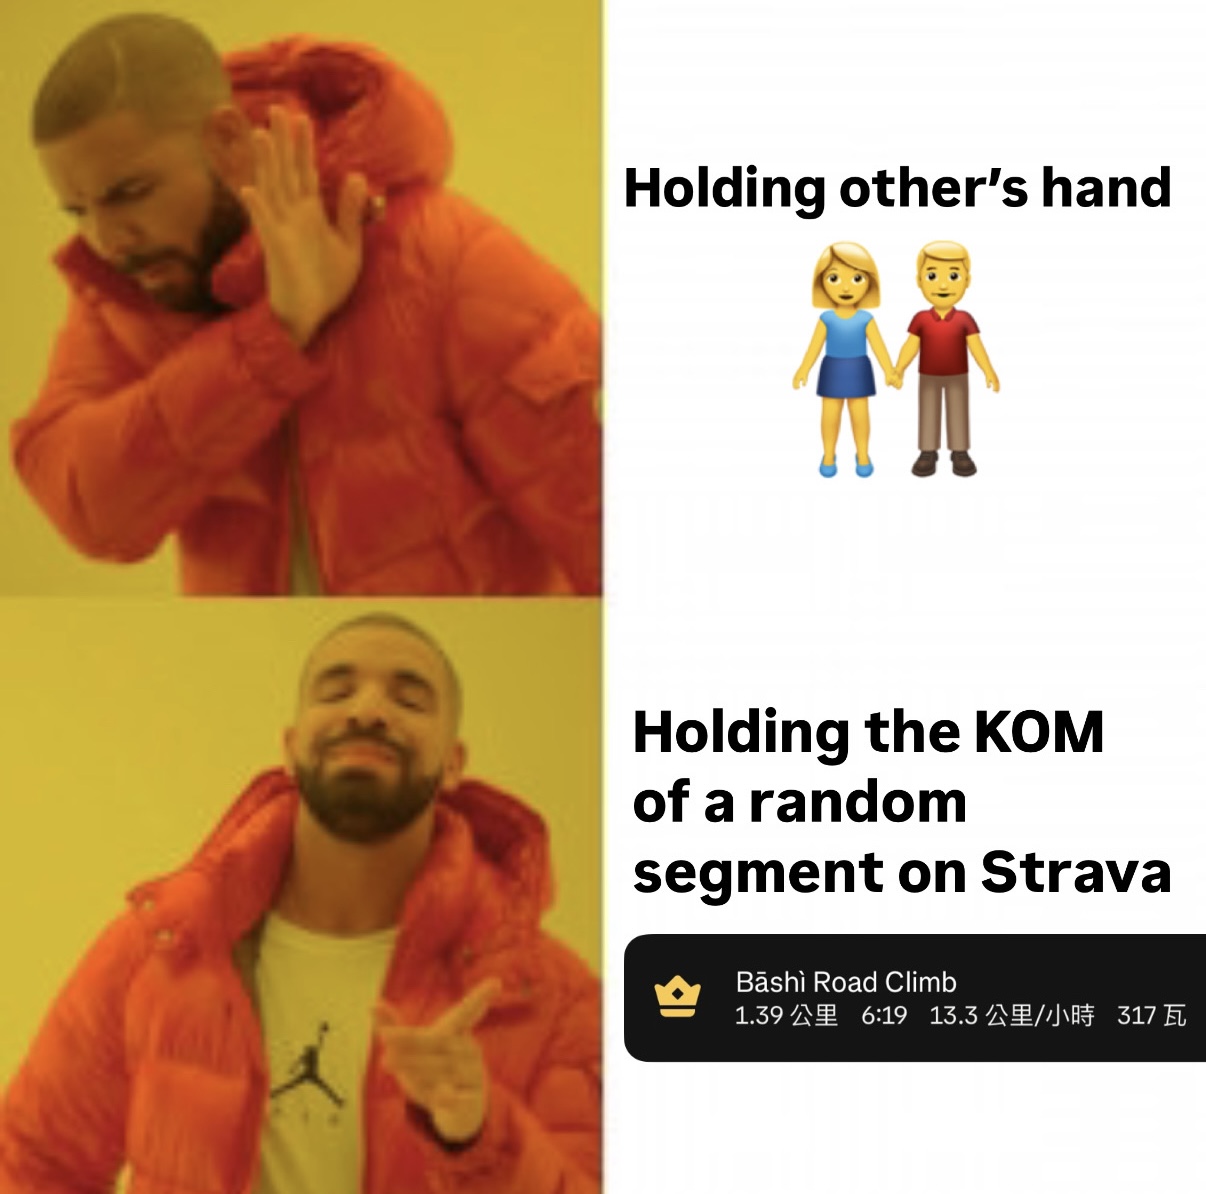 Holding other’s hand
Holding the KOM
of a random
segment on Strava
Bāshì Road Climb
1.39 公里 6:19 13.3 公里/小時 317 瓦